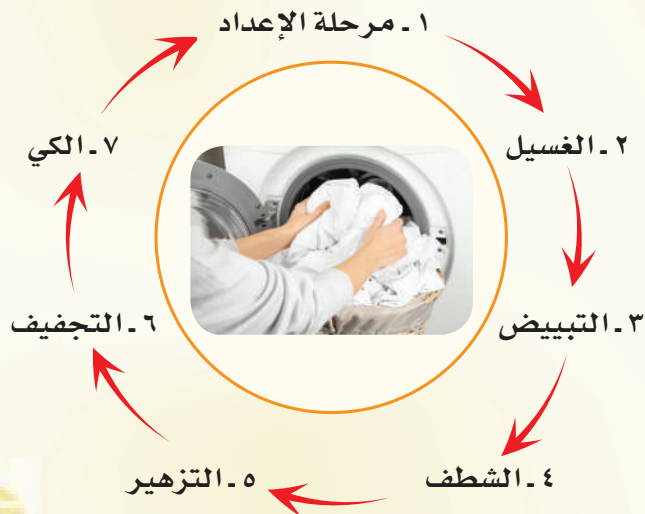 ١ - مرحلة الإعداد
٢ - الغسيل
٣ - التبييض
٤ - الشطف
٥ - التزهير
٦ - التجفيف
٧ - الكي